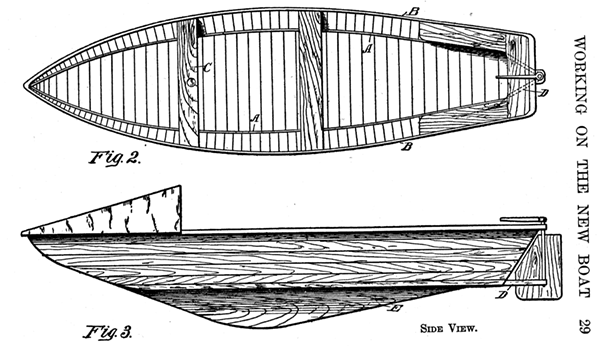 B
A
C
A
D
B
Fig. 2.
E
D
Fig. 3.
SIDE VIEW.
WORKING ON THE NEW BOAT 29